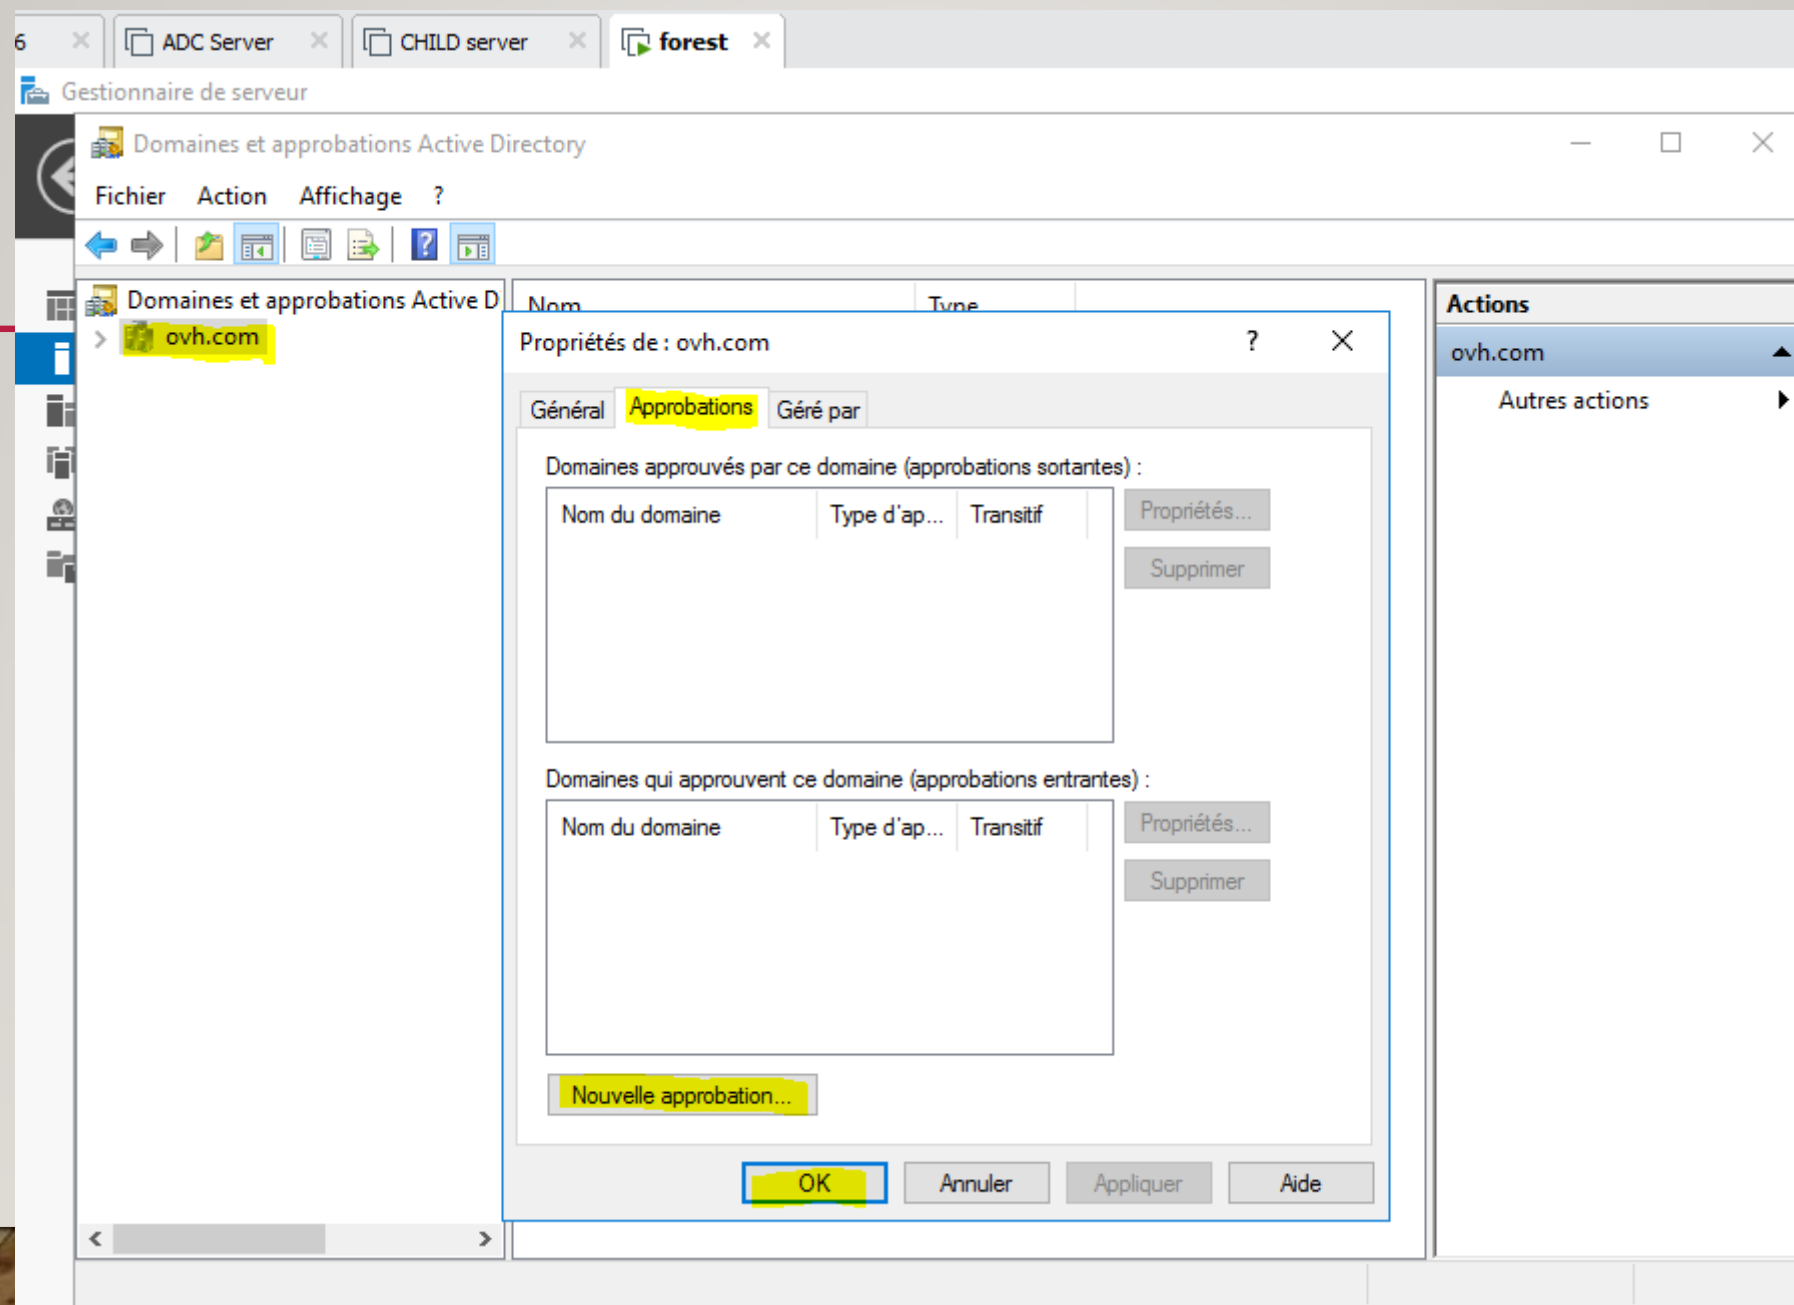 6
ADC Server
CHILD server
forest
Gestionnaire de serveur
Domaines et approbations Active Directory
Fichier Action Affichage ?
Domaines et approbations Active D
ovh.com
Nom Type
Actions
ovh.com
Autres actions
Propriétés de : ovh.com
?
Général Approbations Géré par
Domaines approuvés par ce domaine (approbations sortantes) :
Nom du domaine Type d'ap... Transitif
Propriétés...
Supprimer
Domaines qui approuvent ce domaine (approbations entrantes) :
Nom du domaine Type d'ap... Transitif
Propriétés...
Supprimer
Nouvelle approbation...
OK Annuler Appliquer Aide